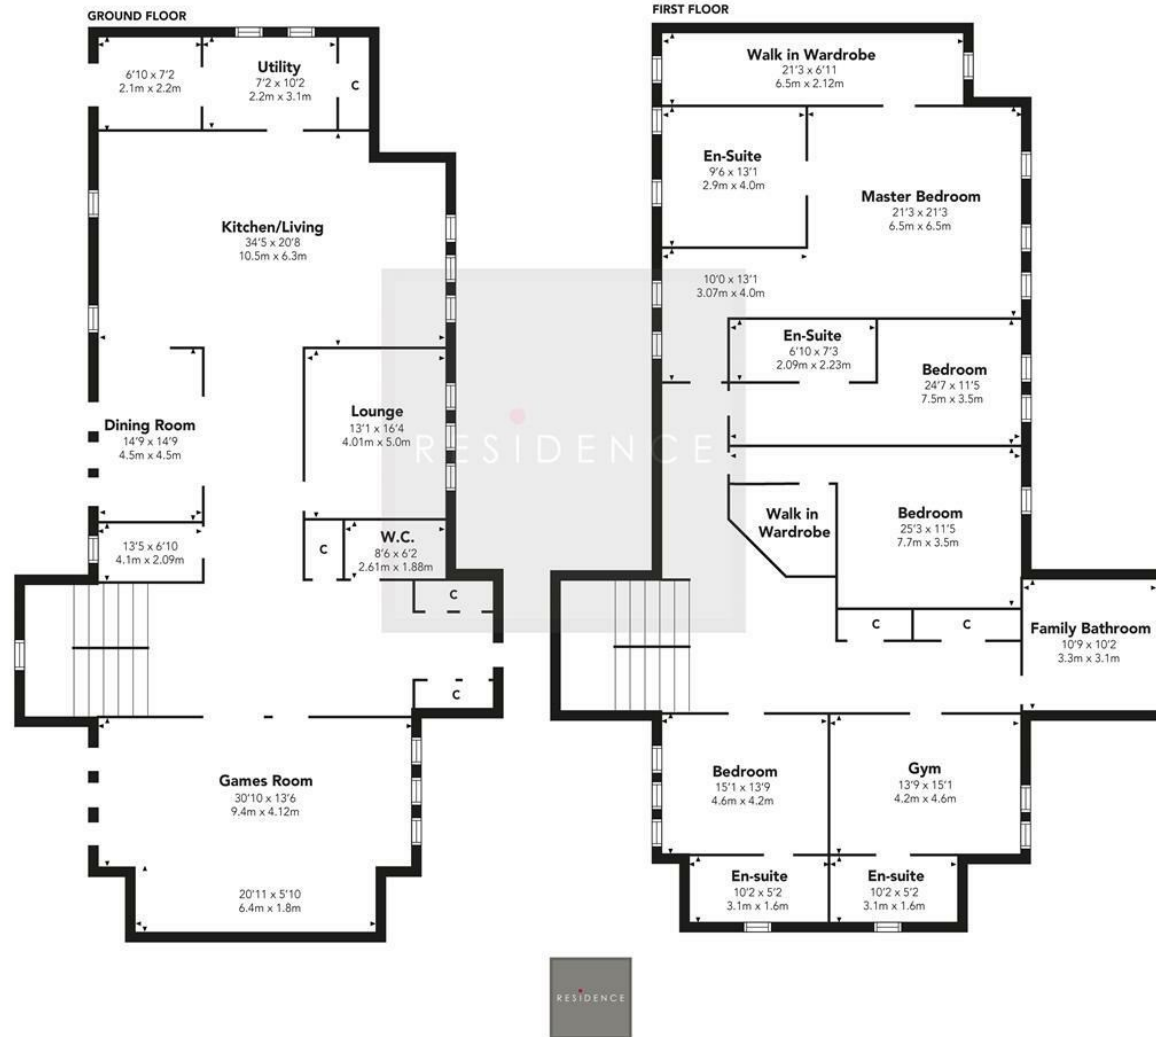 GROUND FLOOR
6'10 x 7'2
2.1m x 2.2m
Utility
7'2 x 10'2
2.2m x 3.1m
C
Kitchen/Living
34'5 x 20'8
10.5m x 6.3m
Dining Room
14'9 x 14'9
4.5m x 4.5m
Lounge
13'1 x 16'4
4.01m x 5.0m
13'5 x 6'10
4.1m x 2.09m
C
W.C.
8'6 x 6'2
2.61m x 1.88m
C
C
Games Room
30'10 x 13'6
9.4m x 4.12m
20'11 x 5'10
6.4m x 1.8m
FIRST FLOOR
Walk in Wardrobe
21'3 x 6'11
6.5m x 2.12m
En-Suite
9'6 x 13'1
2.9m x 4.0m
Master Bedroom
21'3 x 21'3
6.5m x 6.5m
10'0 x 13'1
3.07m x 4.0m
En-Suite
6'10 x 7'3
2.09m x 2.23m
Bedroom
24'7 x 11'5
7.5m x 3.5m
Walk in
Wardrobe
Bedroom
25'3 x 11'5
7.7m x 3.5m
C
C
Family Bathroom
10'9 x 10'2
3.3m x 3.1m
Bedroom
15'1 x 13'9
4.6m x 4.2m
Gym
13'9 x 15'1
4.2m x 4.6m
En-suite
10'2 x 5'2
3.1m x 1.6m
En-suite
10'2 x 5'2
3.1m x 1.6m
RESIDENCE
RESIDENCE